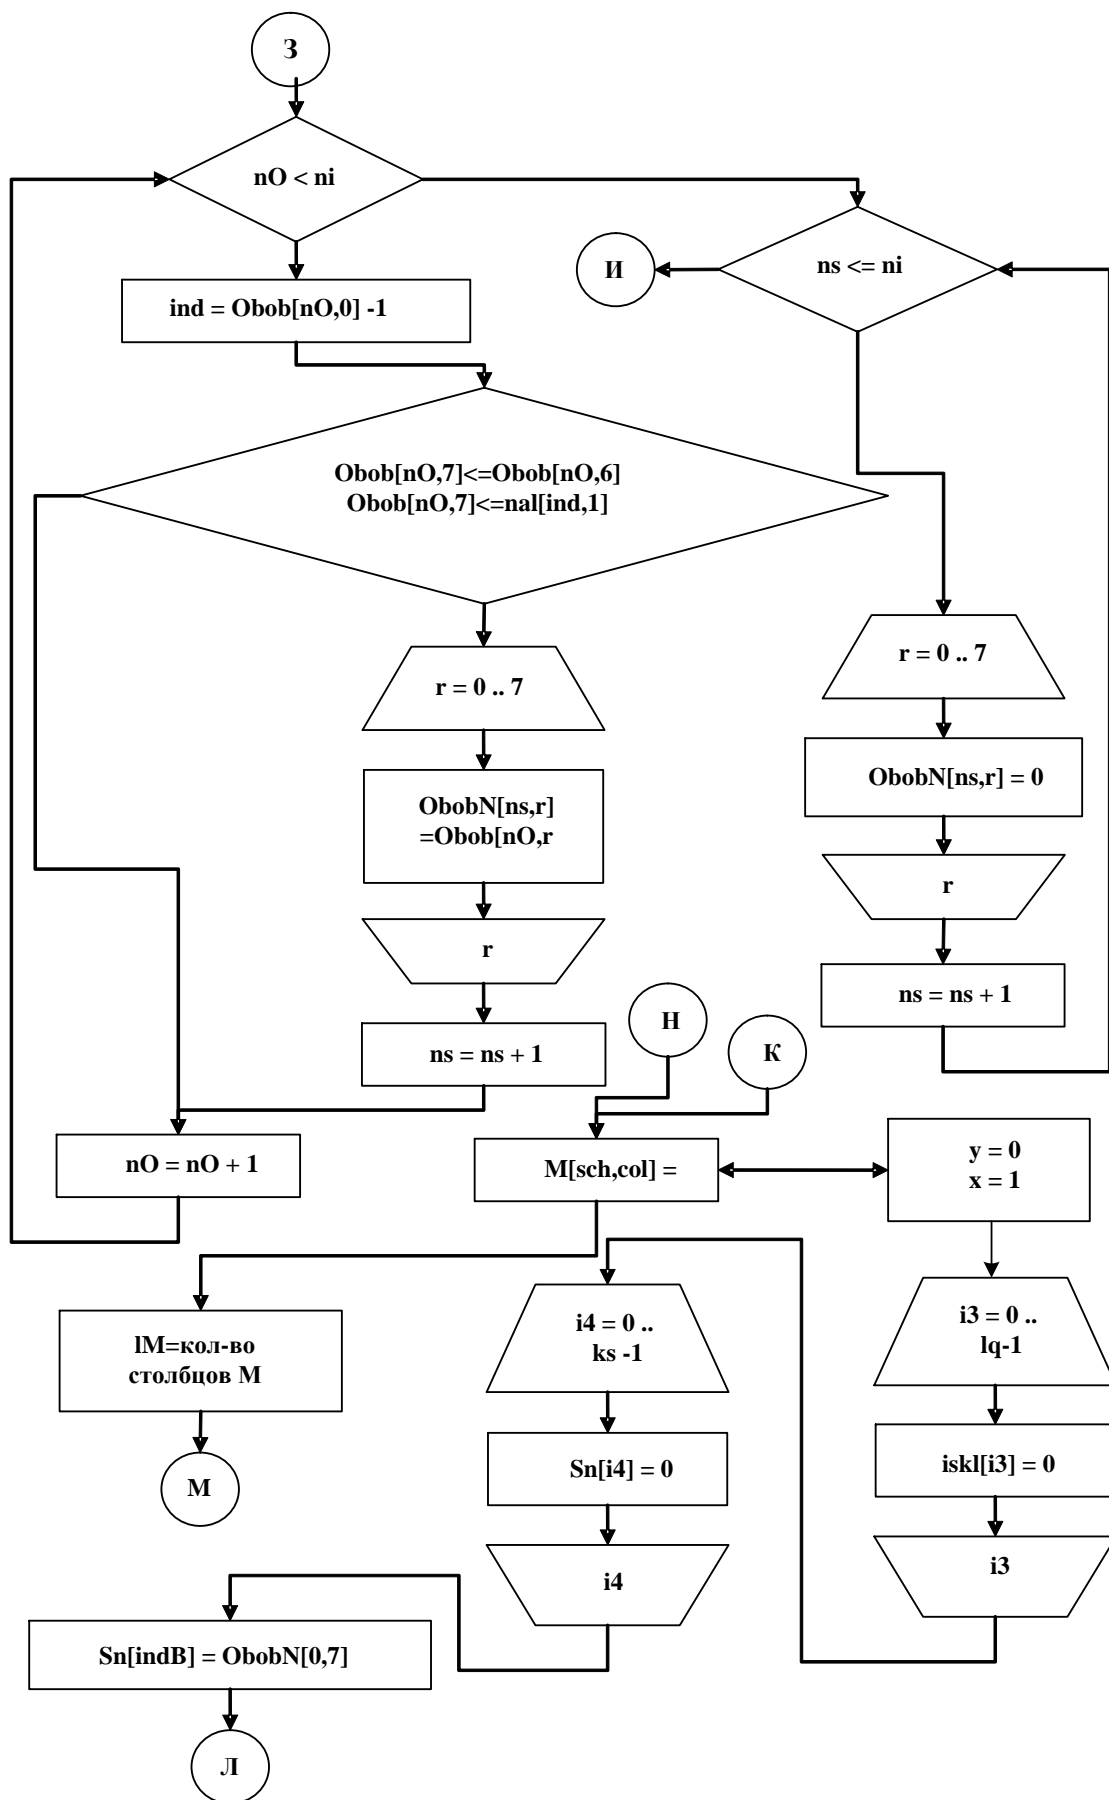 З
nO < ni
ns <= ni
И
ind = Obob[nO,0] -1
Obob[nO,7]<=Obob[nO,6]
Obob[nO,7]<=nal[ind,1]
r = 0 .. 7
ObobN[ns,r]
=Obob[nO,r
r
ns = ns + 1
nO = nO + 1
r = 0 .. 7
ObobN[ns,r] = 0
r
ns = ns + 1
Н
К
M[sch,col] =
y = 0
x = 1
lM=кол-во
столбцов M
М
i4 = 0 ..
ks -1
Sn[i4] = 0
i4
i3 = 0 ..
lq-1
iskl[i3] = 0
i3
Sn[indB] = ObobN[0,7]
Л